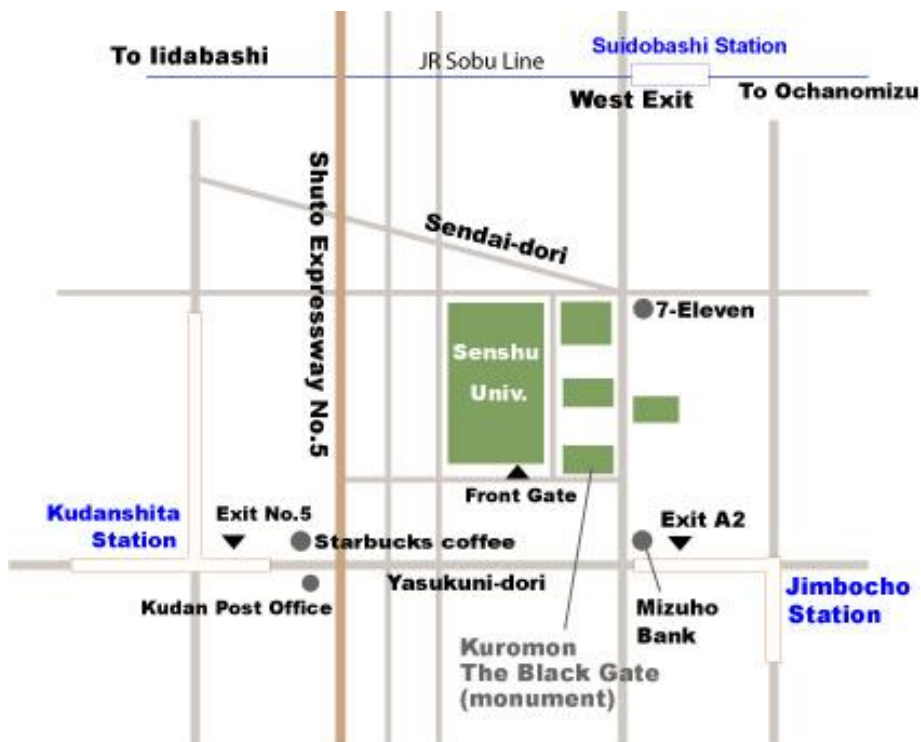 Suidobashi Station
To Iidabashi
JR Sobu Line
West Exit
To Ochanomizu
Shuto Expressway No.5
Sendai-dori
7-Eleven
Senshu
Univ.
Front Gate
Kudanshita
Station
Exit No.5
Exit A2
Starbucks coffee
Yasukuni-dori
Kudan Post Office
Mizuho
Bank
Jimbocho
Station
Kuromon
The Black Gate
(monument)